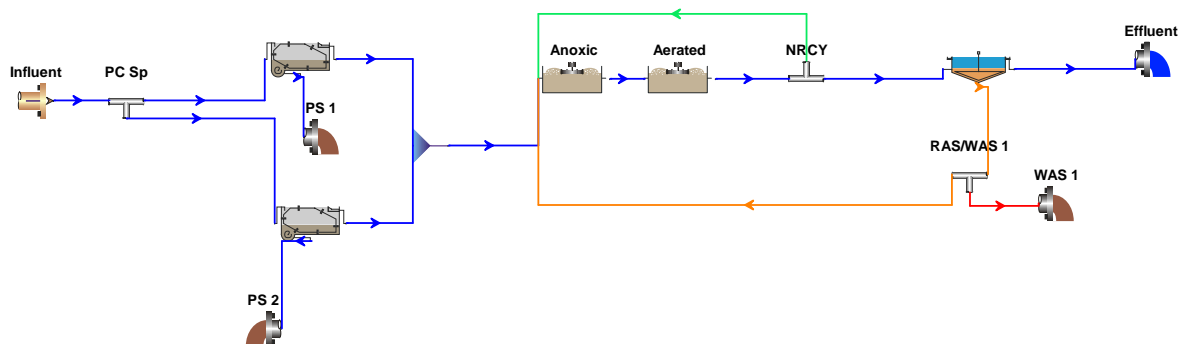 Influent
PC Sp
PS 1
PS 2
Anoxic
Aerated
NRCY
Effluent
RAS/WAS 1
WAS 1